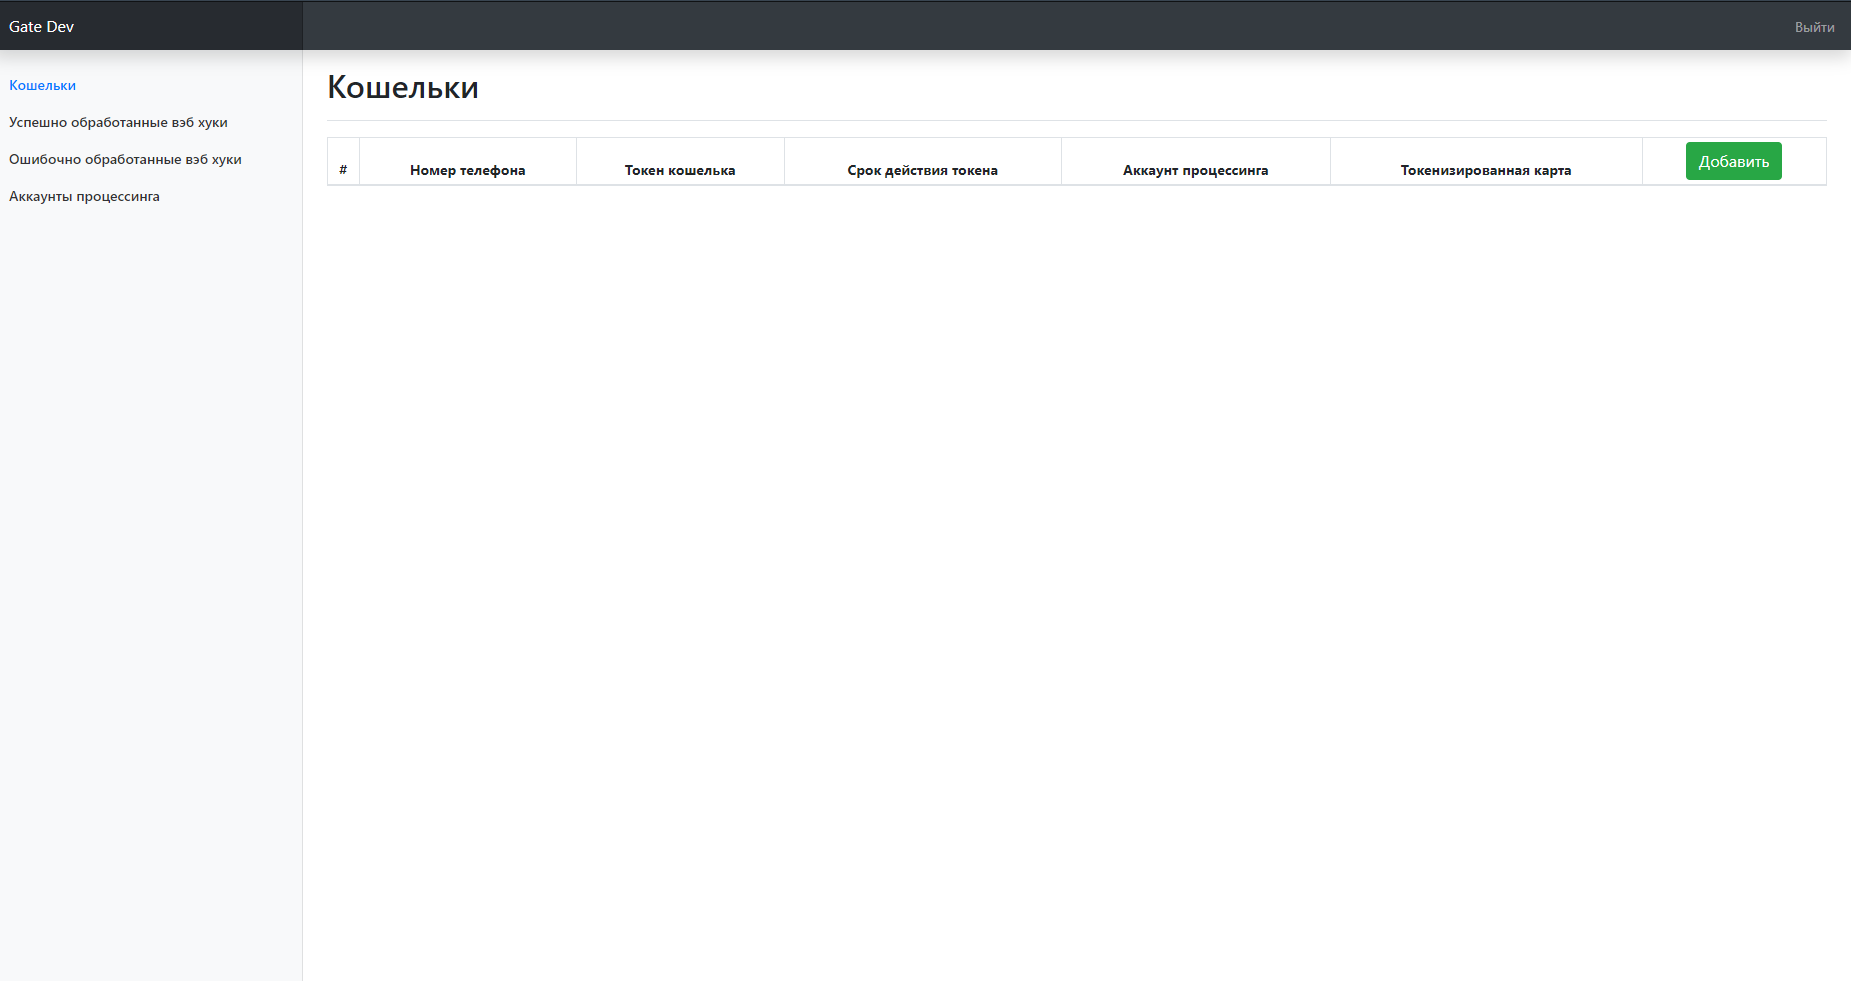 Gate Dev
Выйти
Кошельки
Успешно обработанные вэб хуки
Ошибочно обработанные вэб хуки
Аккаунты процессинга
Кошельки
# Номер телефона Токен кошелька Срок действия токена Аккаунт процессинга Токенизированная карта Добавить